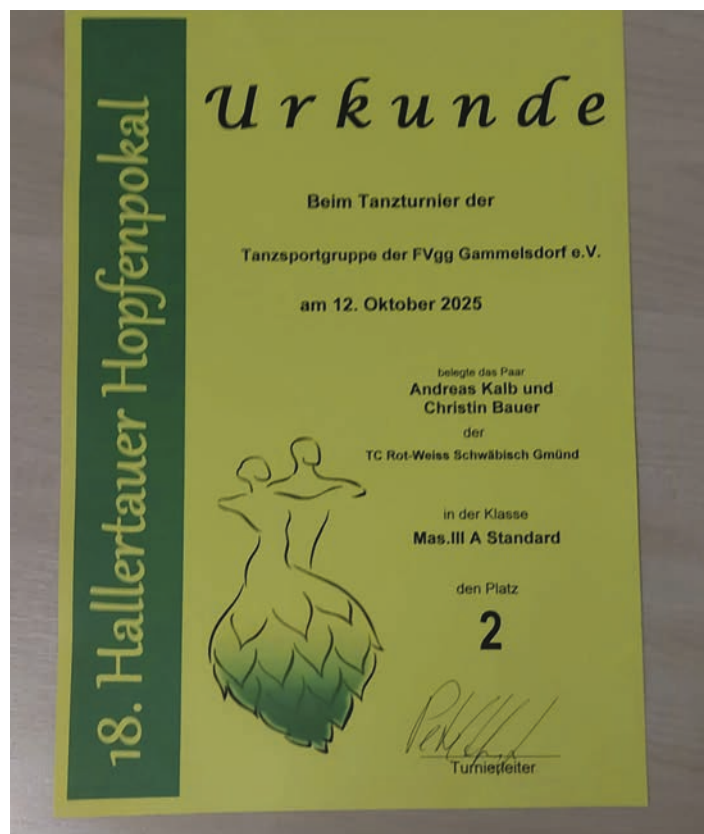 18. Hallertauer Hopfenpokal
Urkunde
Beim Tanzturnier der
Tanzsportgruppe der FVgg Gammelsdorf e.V.
am 12. Oktober 2025
belegte das Paar
Andreas Kalb und
Christin Bauer
der
TC Rot-Weiss Schwäbisch Gmünd
in der Klasse
Mas.III A Standard
den Platz
2
Turnierleiter